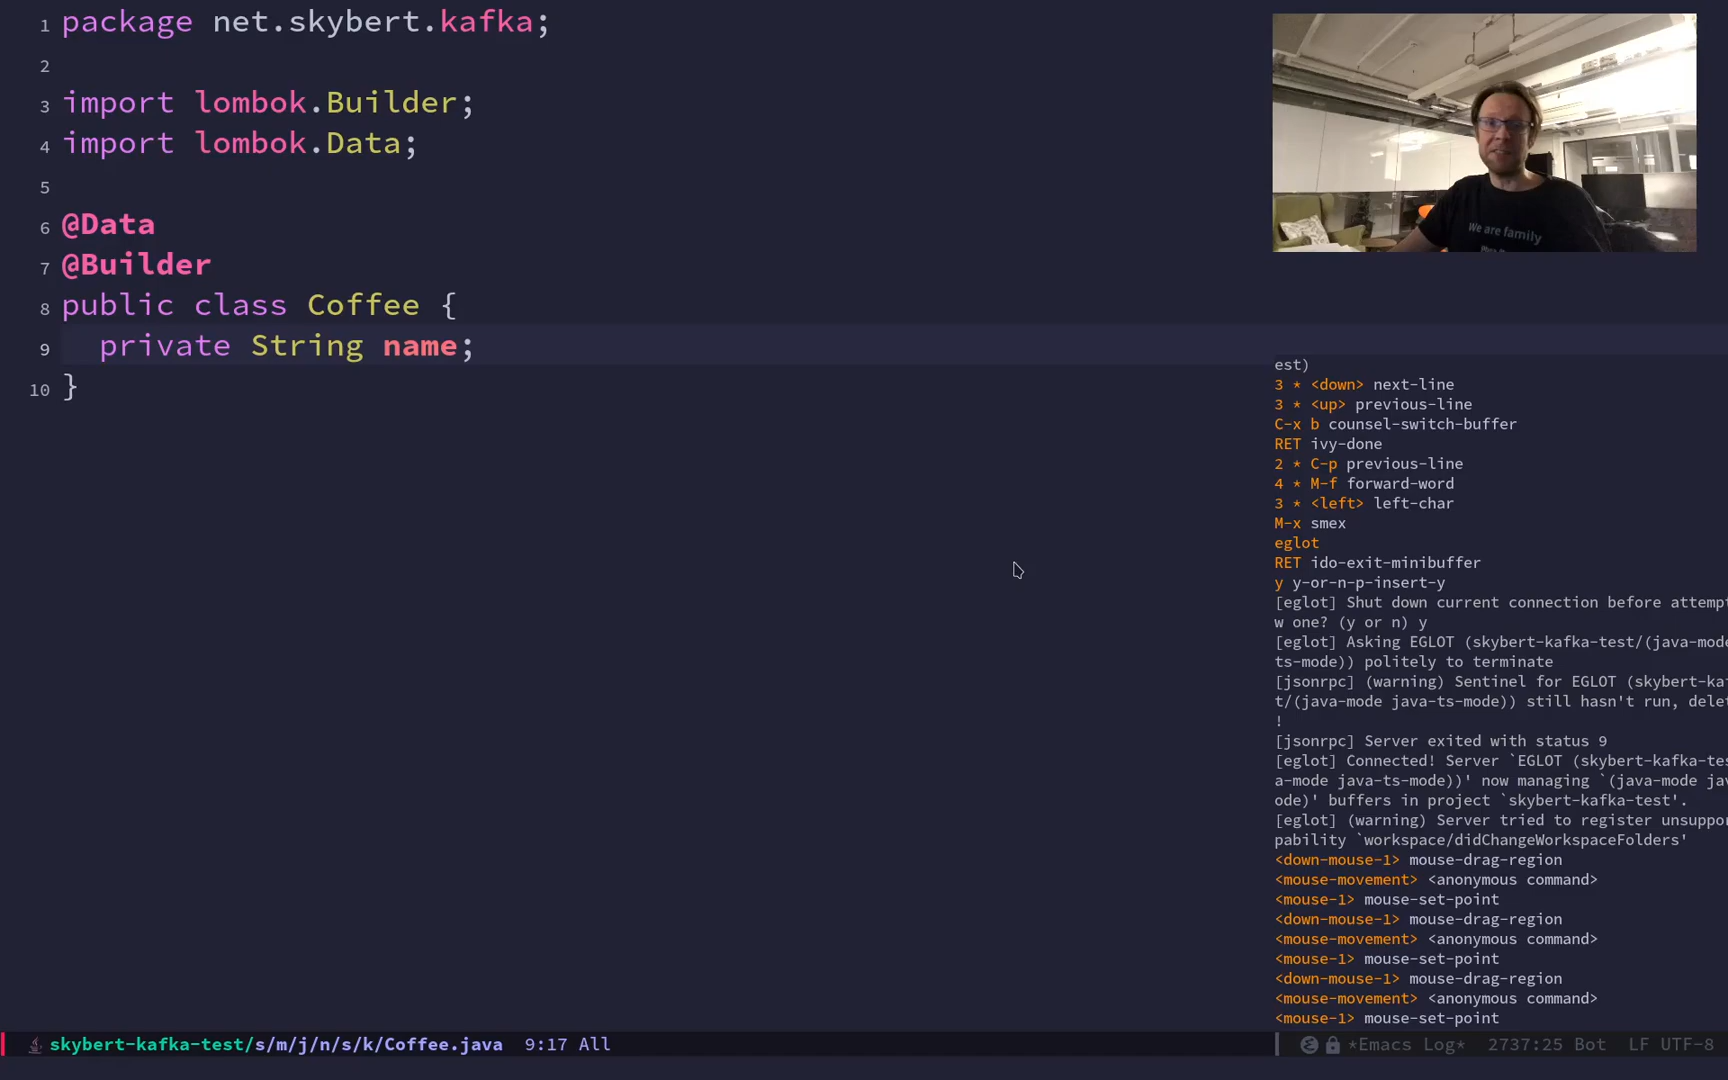 1 package net.skybert.kafka;
2
3 import lombok.Builder;
4 import lombok.Data;
5
6 @Data
7 @Builder
8 public class Coffee {
9 private String name;
10 }
We are family
est)
3 * <down> next-line
3 * <up> previous-line
C-x b counsel-switch-buffer
RET ivy-done
2 * C-p previous-line
4 * M-f forward-word
3 * <left> left-char
M-x smex
eglot
RET ido-exit-minibuffer
y y-or-n-p-insert-y
[eglot] Shut down current connection before attempt
w one? (y or n) y
[eglot] Asking EGLOT (skybert-kafka-test/(java-mode
ts-mode)) politely to terminate
[jsonrpc] (warning) Sentinel for EGLOT (skybert-ka
t/(java-mode java-ts-mode)) still hasn't run, delet
!
[jsonrpc] Server exited with status 9
[eglot] Connected! Server `EGLOT (skybert-kafka-tes
a-mode java-ts-mode))' now managing `(java-mode jav
ode)' buffers in project `skybert-kafka-test'.
[eglot] (warning) Server tried to register unsuppor
pability `workspace/didChangeWorkspaceFolders'
<down-mouse-1> mouse-drag-region
<mouse-movement> <anonymous command>
<mouse-1> mouse-set-point
<down-mouse-1> mouse-drag-region
<mouse-movement> <anonymous command>
<mouse-1> mouse-set-point
<down-mouse-1> mouse-drag-region
<mouse-movement> <anonymous command>
<mouse-1> mouse-set-point
skybert-kafka-test/s/m/j/n/s/k/Coffee.java 9:17 All
*Emacs Log* 2737:25 Bot LF UTF-8